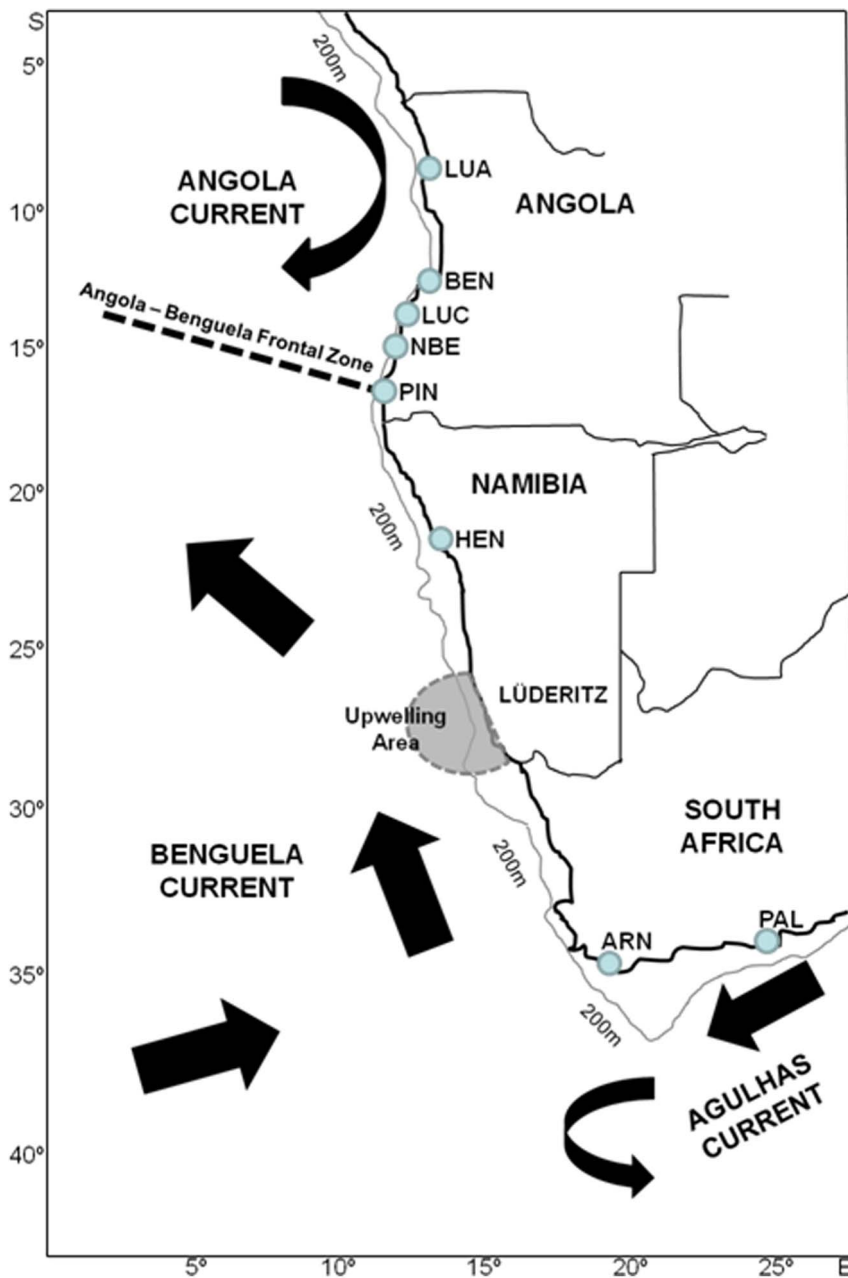 S
5°
200m
ANGOLA
CURRENT
LUA
ANGOLA
10°
BEN
Angola – Benguela Frontal Zone
LUC
15°
NBE
PIN
NAMIBIA
20°
200m
HEN
25°
LÜDERITZ
Upwelling
Area
30°
SOUTH
AFRICA
BENGUELA
CURRENT
200m
PAL
ARN
35°
200m
AGULHAS
CURRENT
40°
5°
10°
15°
20°
25°
E